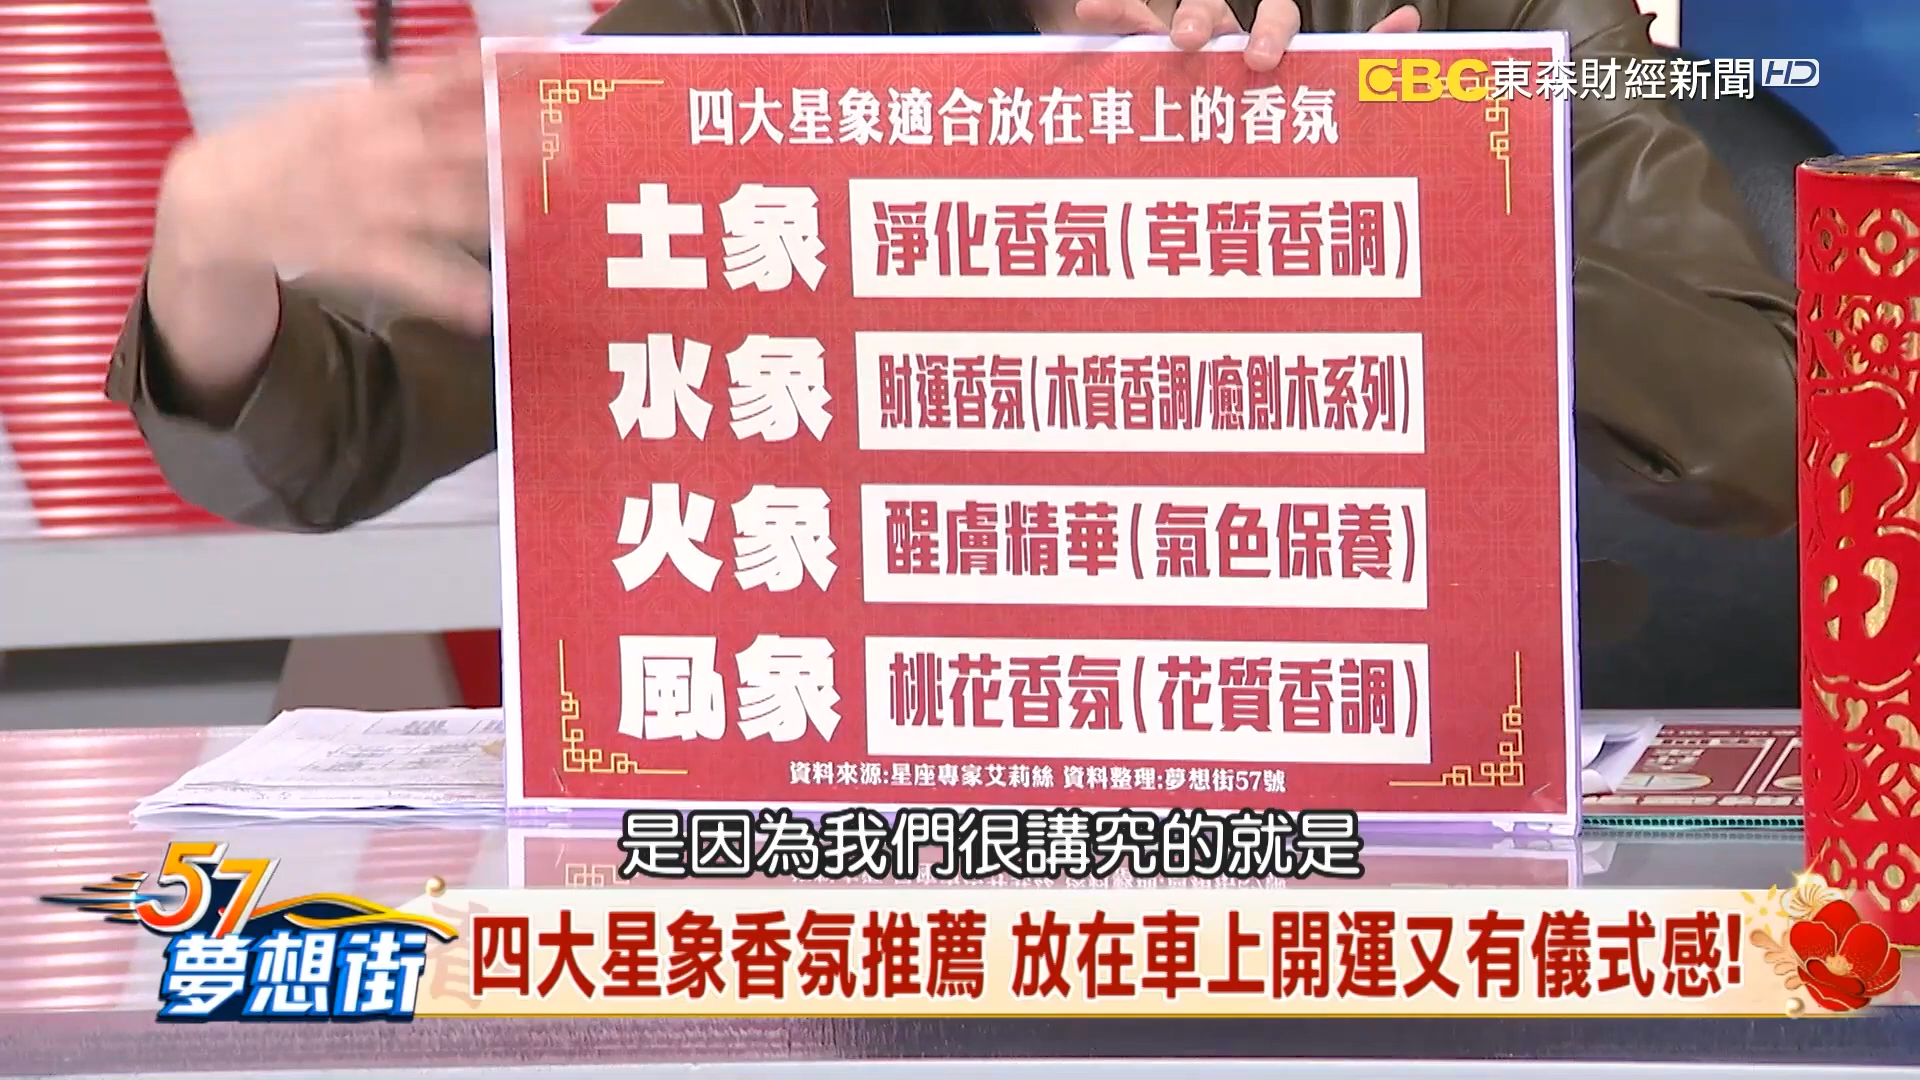 EBC東森財經新聞HD
四大星象適合放在車上的香氛
土象 淨化香氛(草質香調)
水象 財運香氛(木質香調/癒創木系列)
火象 醒膚精華(氣色保養)
風象 桃花香氛(花質香調)
資料來源:星座專家艾莉絲 資料整理:夢想街57號
是因為我們很講究的就是
57夢想街
四大星象香氛推薦 放在車上開運又有儀式感!